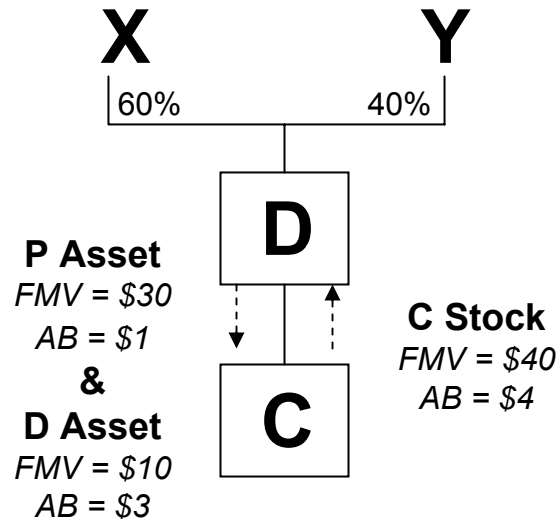 X Y
60% 40%
D
P Asset
FMV = $30
AB = $1
&
D Asset
FMV = $10
AB = $3
C Stock
FMV = $40
AB = $4
C